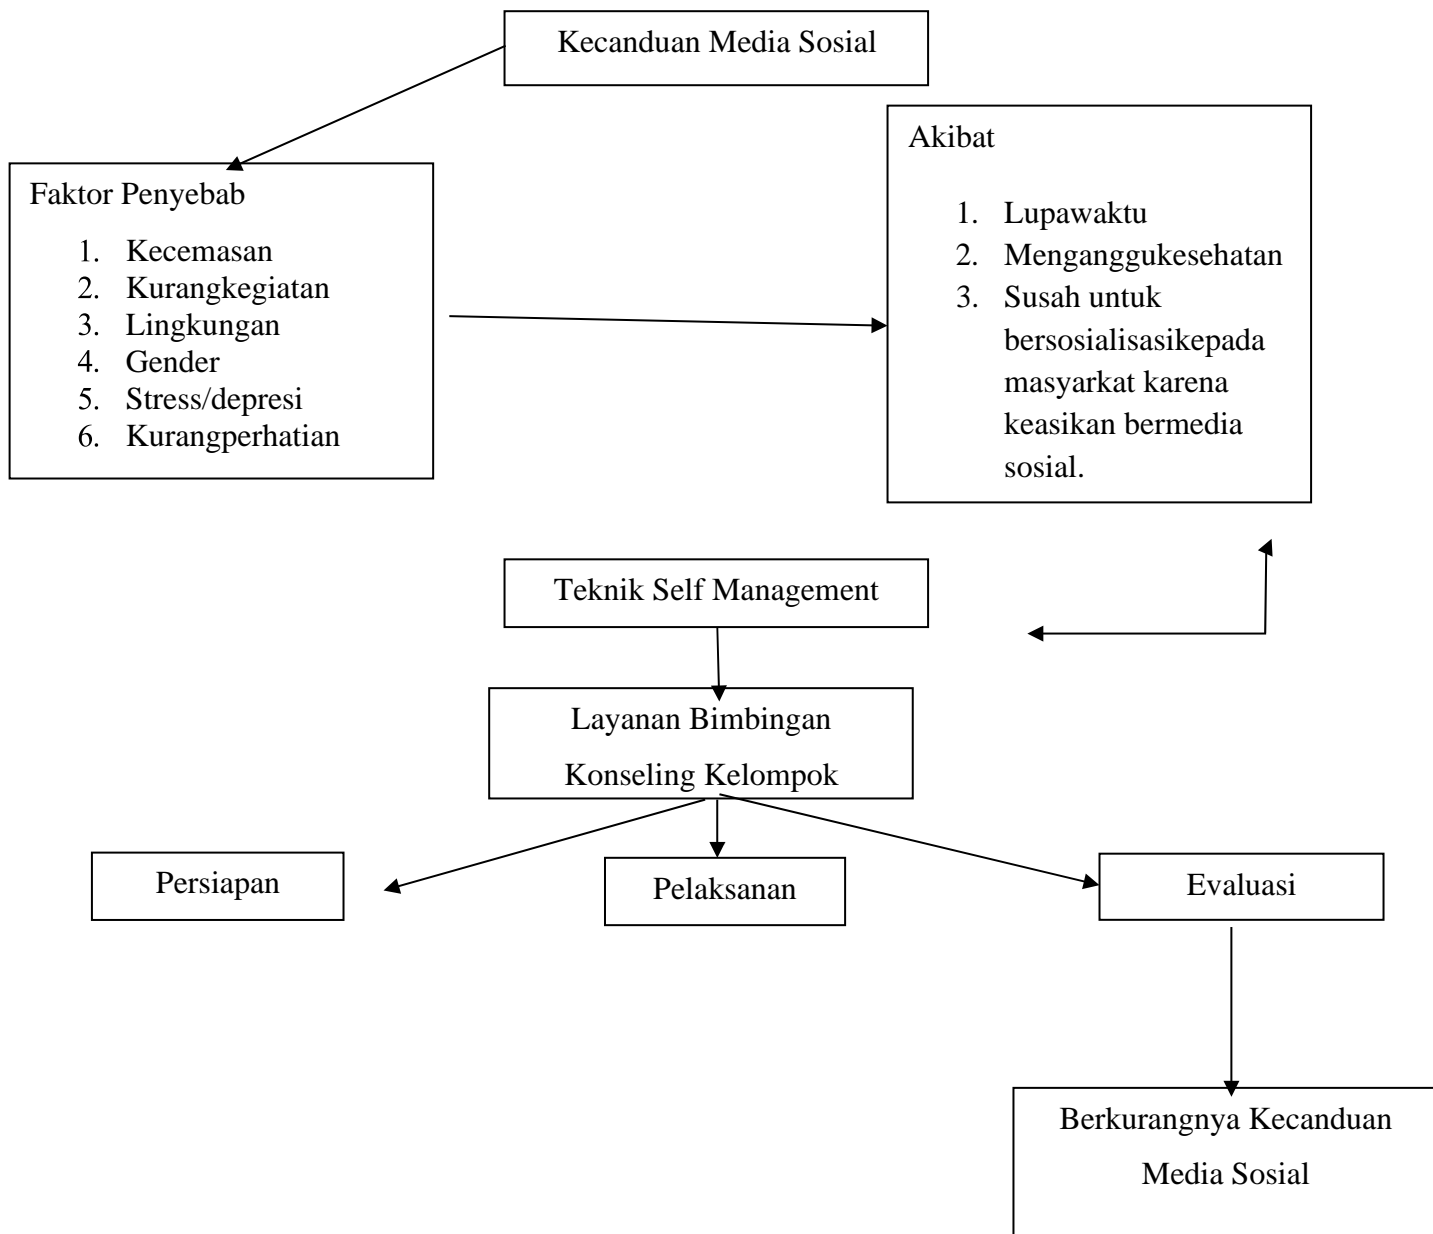 Kecanduan Media Sosial
Faktor Penyebab
1. Kecemasan
2. Kurangkegiatan
3. Lingkungan
4. Gender
5. Stress/depresi
6. Kurangperhatian
Akibat
1. Lupawaktu
2. Menganggukesehatan
3. Susah untuk
bersosialisasikepada
masyarkat karena
keasikan bermedia
sosial.
Teknik Self Management
Layanan Bimbingan
Konseling Kelompok
Persiapan
Pelaksanan
Evaluasi
Berkurangnya Kecanduan
Media Sosial